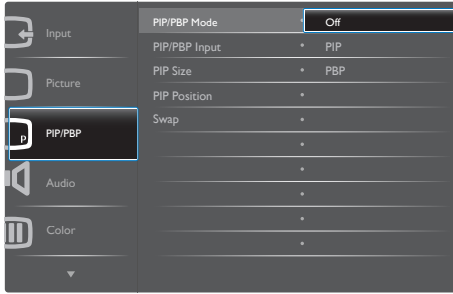 Input
Picture
P
PIP/PBP
Audio
Color
PIP/PBP Mode • Off
PIP/PBP Input • PIP
PIP Size • PBP
PIP Position •
Swap •
•
•
•
•
•